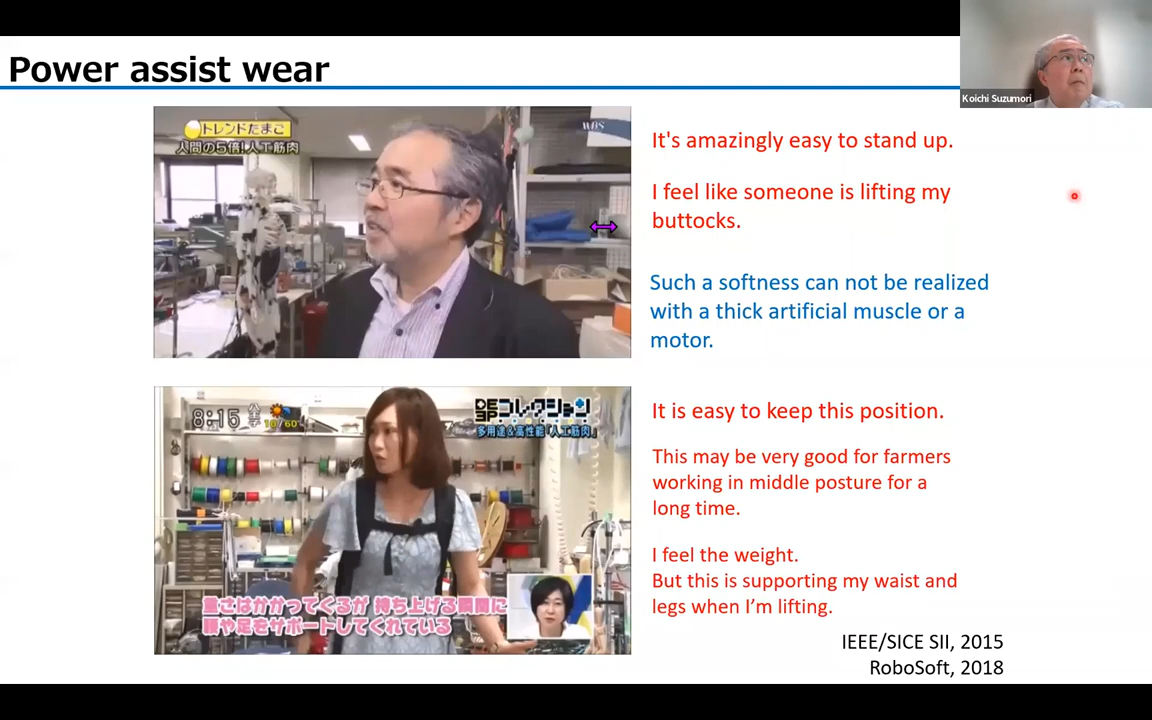 Power assist wear
Koichi Suzumori
トレンドたまご
人間の5倍!人工筋肉
WBS
It's amazingly easy to stand up.
I feel like someone is lifting my
buttocks.
Such a softness can not be realized
with a thick artificial muscle or a
motor.
8:15
八王子
10/60
コレクション
多用途&高性能「人工筋肉」
重さはかかってくるが 持ち上げる瞬間に
腰や足をサポートしてくれている
It is easy to keep this position.
This may be very good for farmers
working in middle posture for a
long time.
I feel the weight.
But this is supporting my waist and
legs when I'm lifting.
IEEE/SICE SII, 2015
RoboSoft, 2018